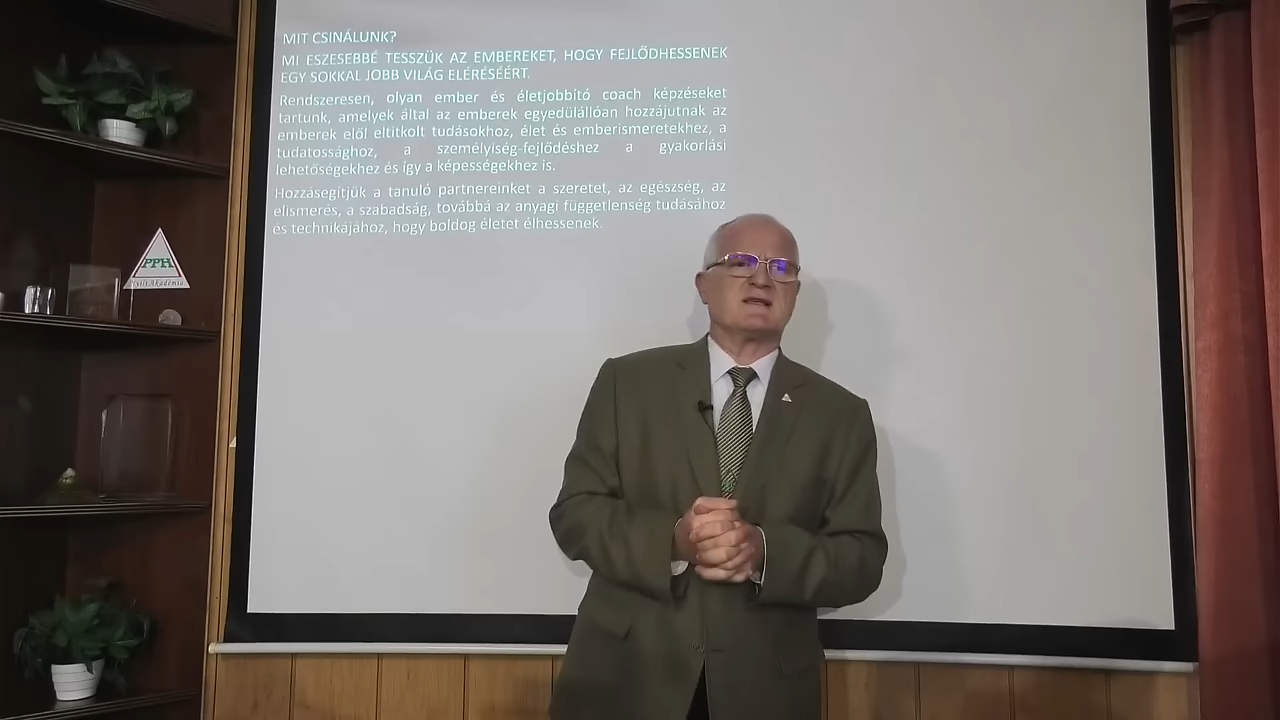 MIT CSINÁLUNK?
MI ESZESEBBÉ TESSZÜK AZ EMBEREKET, HOGY FEJLŐDHESSENEK
EGY SOKKAL JOBB VILÁG ELÉRÉSÉÉRT.
Rendszeresen, olyan ember és életjobbító coach képzéseket
tartunk, amelyek által az emberek egyedülállóan hozzájutnak az
emberek elől eltitkolt tudásokhoz, élet és emberismeretekhez, a
tudatossághoz, a személyiség-fejlődéshez a gyakorlási
lehetőségekhez és így a képességekhez is.
Hozzásegítjük a tanuló partnereinket a szeretet, az egészség, az
elismerés, a szabadság, továbbá az anyagi függetlenség tudásához
és technikájához, hogy boldog életet élhessenek.
PPH
Nyílt Akadémia